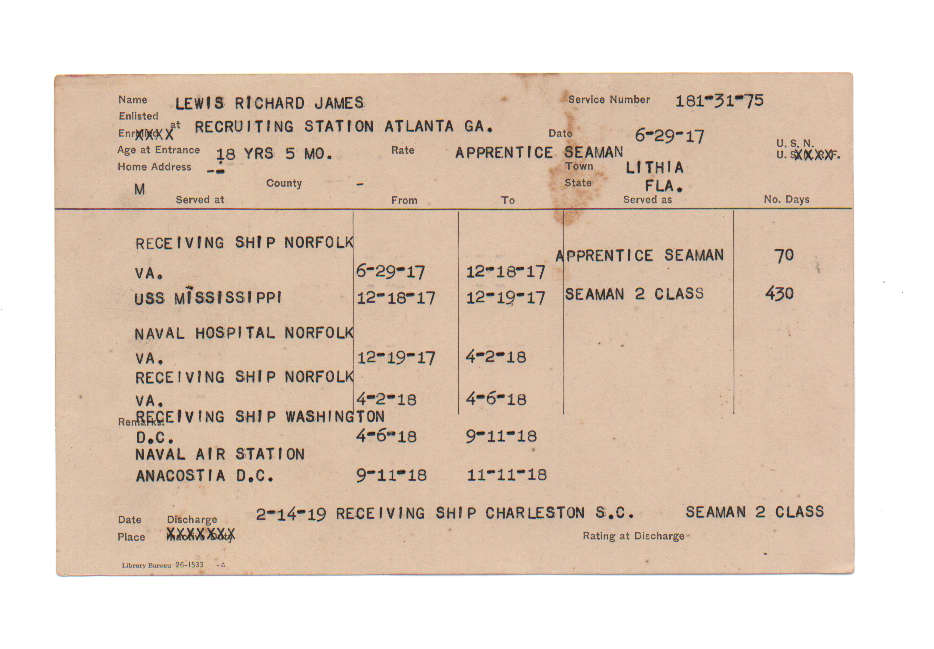 Name LEWIS RICHARD JAMES Service Number 181-31-75
Enlisted
at RECRUITING STATION ATLANTA GA. Date 6-29-17
Age at Entrance 18 YRS 5 MO. Rate APPRENTICE SEAMAN U. S. N.
Home Address -- Town LITHIA
M County - State FLA.
Served at From To Served as No. Days
RECEIVING SHIP NORFOLK
VA. 6-29-17 12-18-17 APPRENTICE SEAMAN 70
USS MISSISSIPPI 12-18-17 12-19-17 SEAMAN 2 CLASS 430
NAVAL HOSPITAL NORFOLK
VA. 12-19-17 4-2-18
RECEIVING SHIP NORFOLK
VA. 4-2-18 4-6-18
Remarks: RECEIVING SHIP WASHINGTON
D.C. 4-6-18 9-11-18
NAVAL AIR STATION
ANACOSTIA D.C. 9-11-18 11-11-18
Date Discharge 2-14-19 RECEIVING SHIP CHARLESTON S.C. SEAMAN 2 CLASS
Place XXXXXXX Rating at Discharge
Library Bureau 26-1533